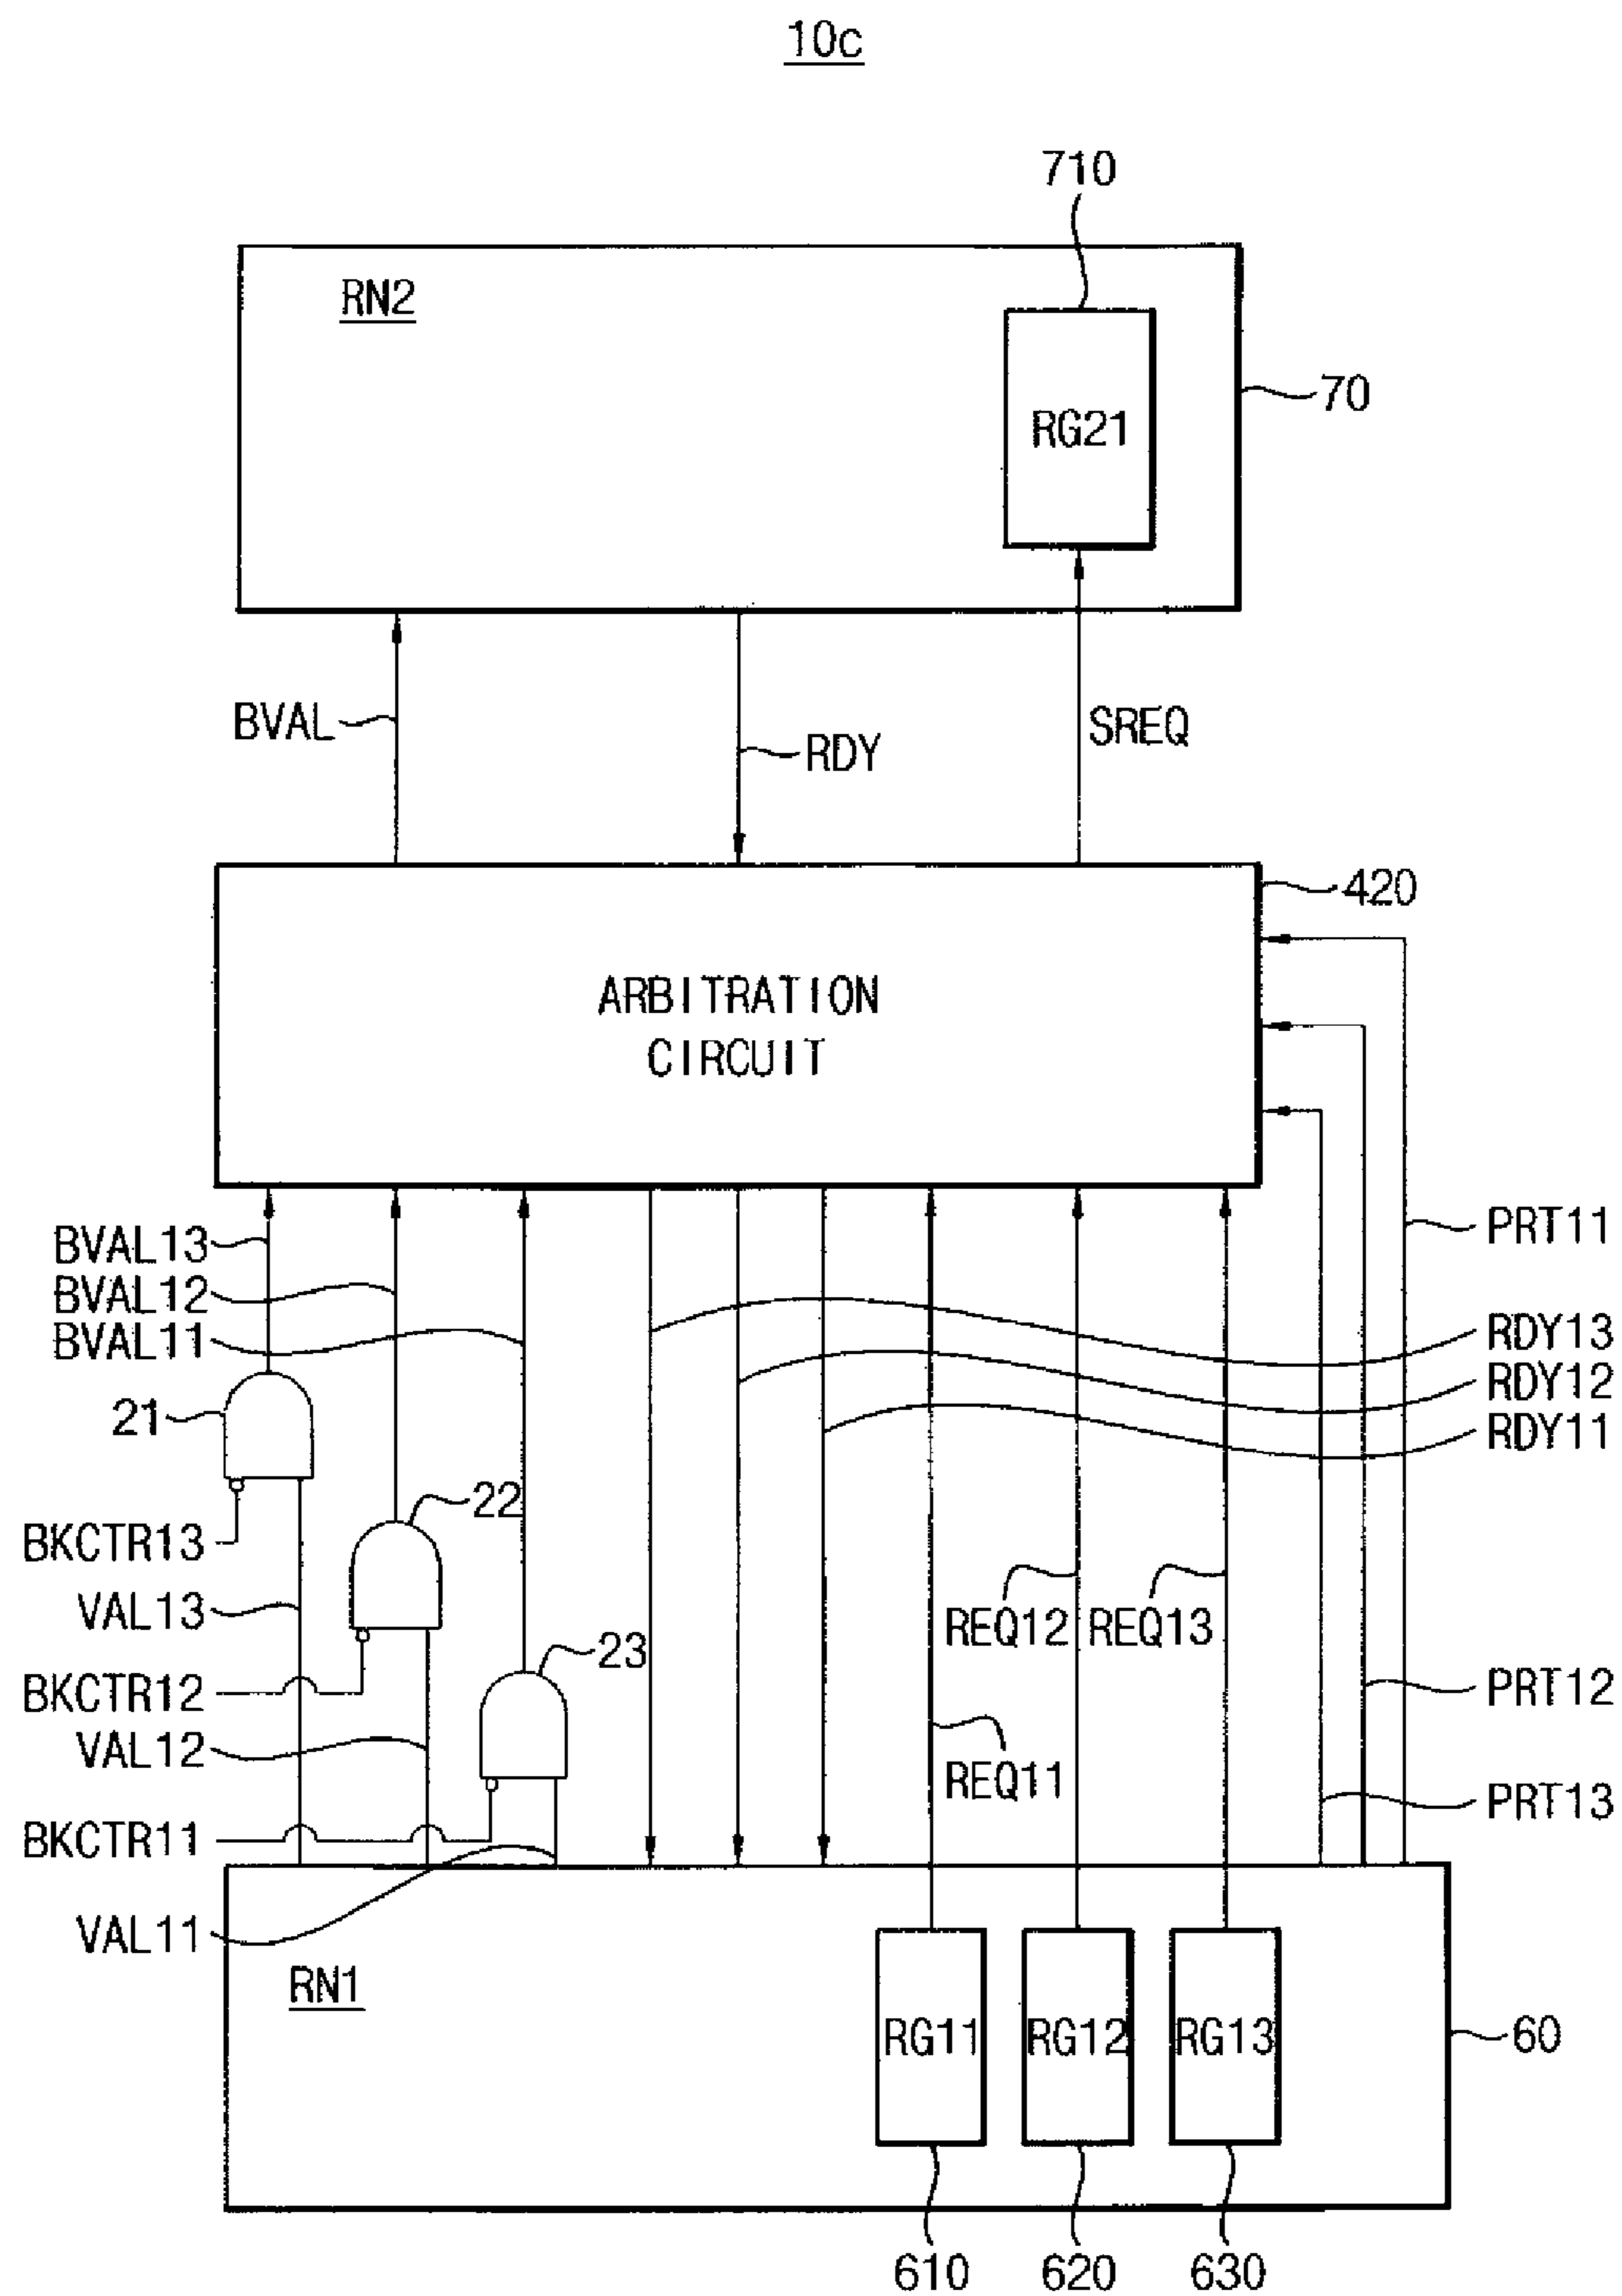 10c
710
RN2
70
RG21
BVAL
RDY
SREQ
420
ARBITRATION
CIRCUIT
BVAL13
BVAL12
BVAL11
PRT11
RDY13
RDY12
RDY11
21
22
BKCTR13
VAL13
REQ12
REQ13
23
BKCTR12
VAL12
PRT12
REQ11
PRT13
BKCTR11
VAL11
RN1
RG11
RG12
RG13
60
610
620
630